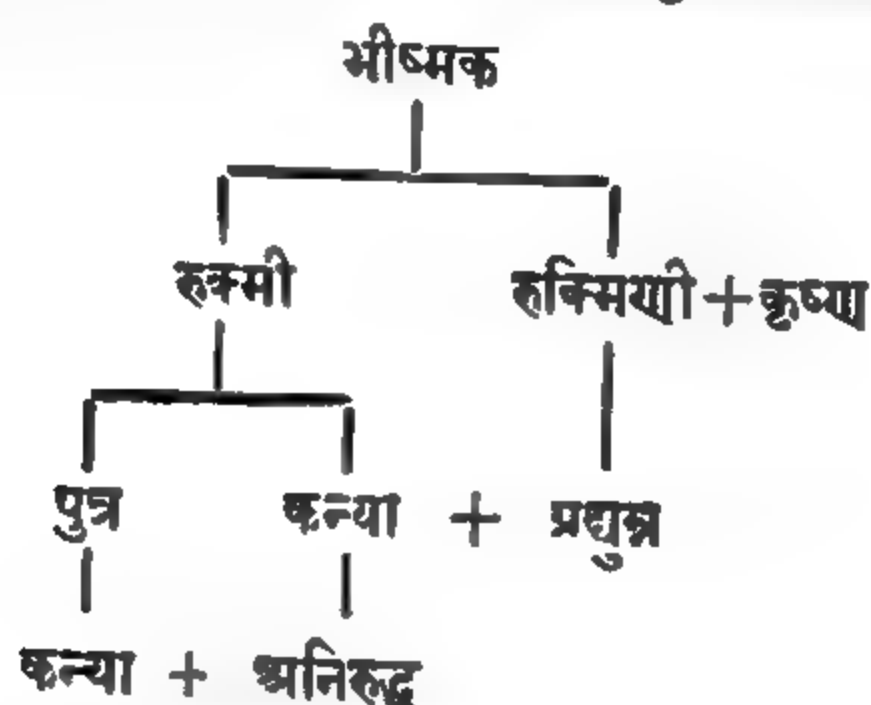 भीष्मक
रुक्मी रुक्मिणी + कृष्ण
पुत्र कन्या + प्रद्युम्न
कन्या + अनिरूद्ध